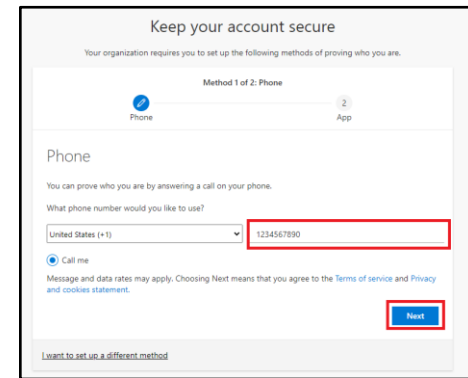 Keep your account secure
Your organization requires you to set up the following methods of proving who you are.
Method 1 of 2: Phone
2
Phone
App
Phone
You can prove who you are by answering a call on your phone.
What phone number would you like to use?
United States (+1)
1234567890
Call me
Message and data rates may apply. Choosing Next means that you agree to the Terms of service and Privacy
and cookies statement.
Next
I want to set up a different method